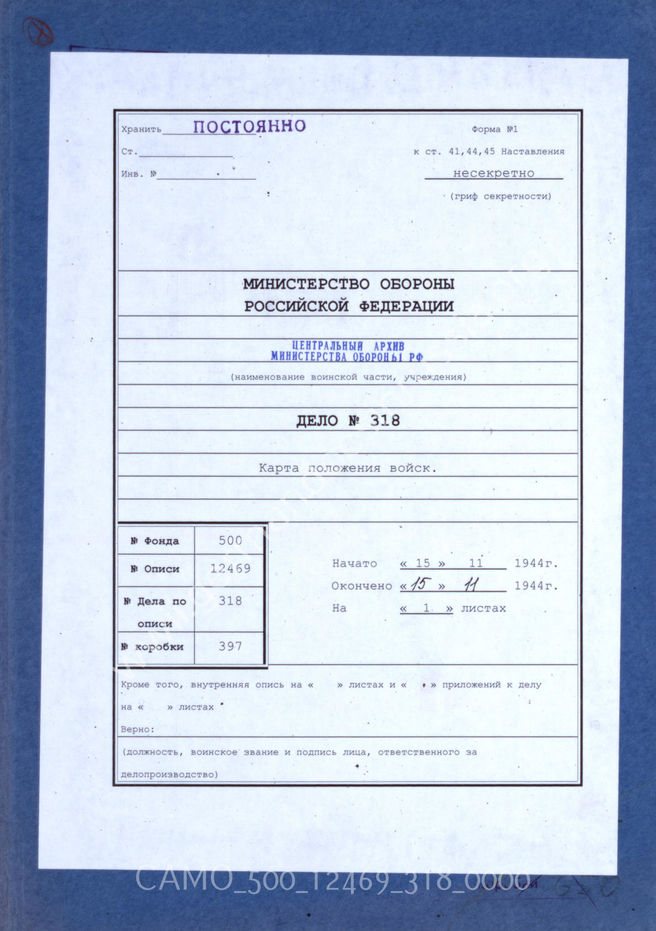 Хранить ПОСТОЯННО
Форма №1
Ст.
к ст. 41,44,45 Наставления
Инв. №
несекретно
(гриф секретности)
МИНИСТЕРСТВО ОБОРОНЫ
РОССИЙСКОЙ ФЕДЕРАЦИИ
ЦЕНТРАЛЬНЫЙ АРХИВ
МИНИСТЕРСТВА ОБОРОНЫ РФ
(наименование воинской части, учреждения)
ДЕЛО № 318
Карта положения войск.
№ Фонда 500
№ Описи 12469
№ Дела по описи 318
№ коробки 397
Начато « 15 » 11 1944г.
Окончено « 15 » 11 1944г.
На « 1 » листах
Кроме того, внутренняя опись на « » листах и « » приложений к делу
на « » листах
Верно:
(должность, воинское звание и подпись лица, ответственного за
делопроизводство)
CAMO_500_12469_318_0000